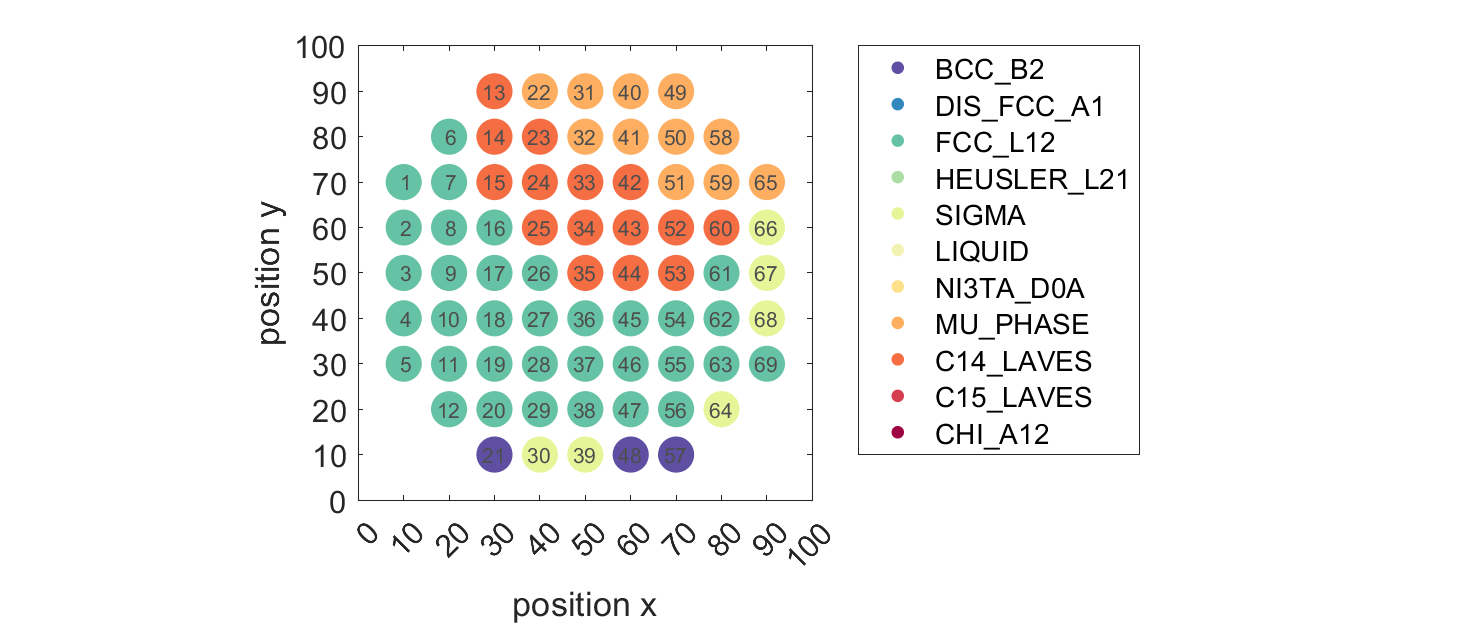 100
90
80
70
60
50
40
30
20
10
0
position y
13 22 31 40 49
6 14 23 32 41 50 58
1 7 15 24 33 42 51 59 65
2 8 16 25 34 43 52 60 66
3 9 17 26 35 44 53 61 67
4 10 18 27 36 45 54 62 68
5 11 19 28 37 46 55 63 69
12 20 29 38 47 56 64
21 30 39 48 57
0 10 20 30 40 50 60 70 80 90 100
position x
BCC_B2
DIS_FCC_A1
FCC_L12
HEUSLER_L21
SIGMA
LIQUID
NI3TA_D0A
MU_PHASE
C14_LAVES
C15_LAVES
CHI_A12